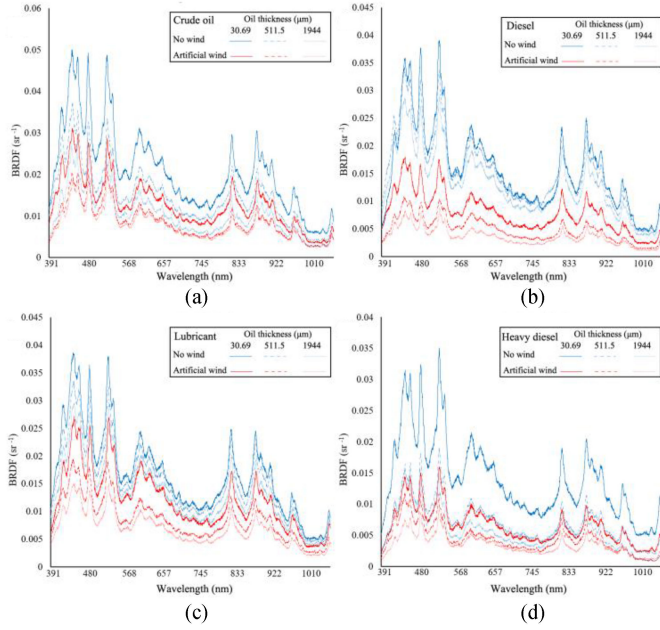 Crude oil
Oil thickness (μm)
30.69 511.5 1944
No wind
Artificial wind
0.06
0.05
0.04
0.03
0.02
0.01
0
BRDF (sr⁻¹)
391 480 568 657 745 833 922 1010
Wavelength (nm)
(a)
Diesel
Oil thickness (μm)
30.69 511.5 1944
No wind
Artificial wind
0.045
0.04
0.035
0.03
0.025
0.02
0.015
0.01
0.005
0
BRDF (sr⁻¹)
391 480 568 657 745 833 922 1010
Wavelength (nm)
(b)
Lubricant
Oil thickness (μm)
30.69 511.5 1944
No wind
Artificial wind
0.045
0.04
0.035
0.03
0.025
0.02
0.015
0.01
0.005
0
BRDF (sr⁻¹)
391 480 568 657 745 833 922 1010
Wavelength (nm)
(c)
Heavy diesel
Oil thickness (μm)
30.69 511.5 1944
No wind
Artificial wind
0.04
0.035
0.03
0.025
0.02
0.015
0.01
0.005
0
BRDF (sr⁻¹)
391 480 568 657 745 833 922 1010
Wavelength (nm)
(d)